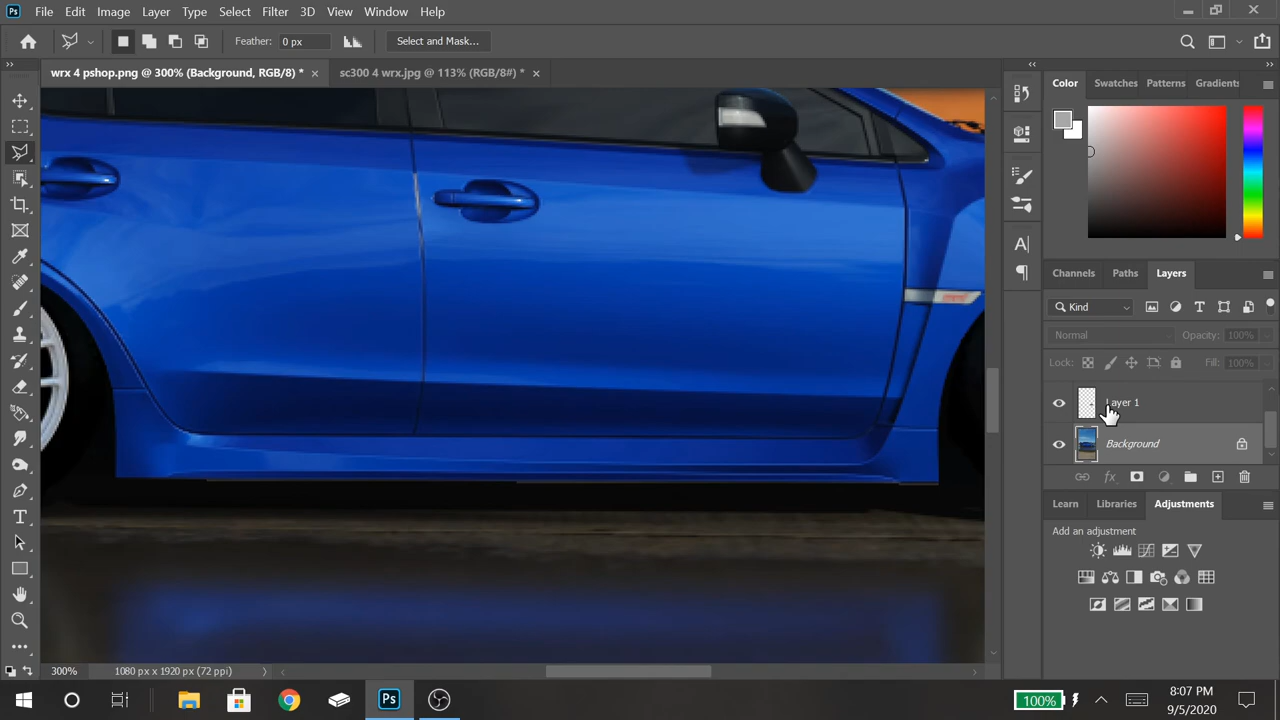 Ps File Edit Image Layer Type Select Filter 3D View Window Help
Feather: 0 px Select and Mask...
wrx 4 pshop.png @ 300% (Background, RGB/8) * × sc300 4 wrx.jpg @ 113% (RGB/8#) * ×
Color Swatches Patterns Gradients
Channels Paths Layers
Kind
Normal Opacity: 100%
Lock: Fill: 100%
Layer 1
Background
Learn Libraries Adjustments
Add an adjustment
300% 1080 px x 1920 px (72 ppi)
Ps 100% 8:07 PM
9/5/2020